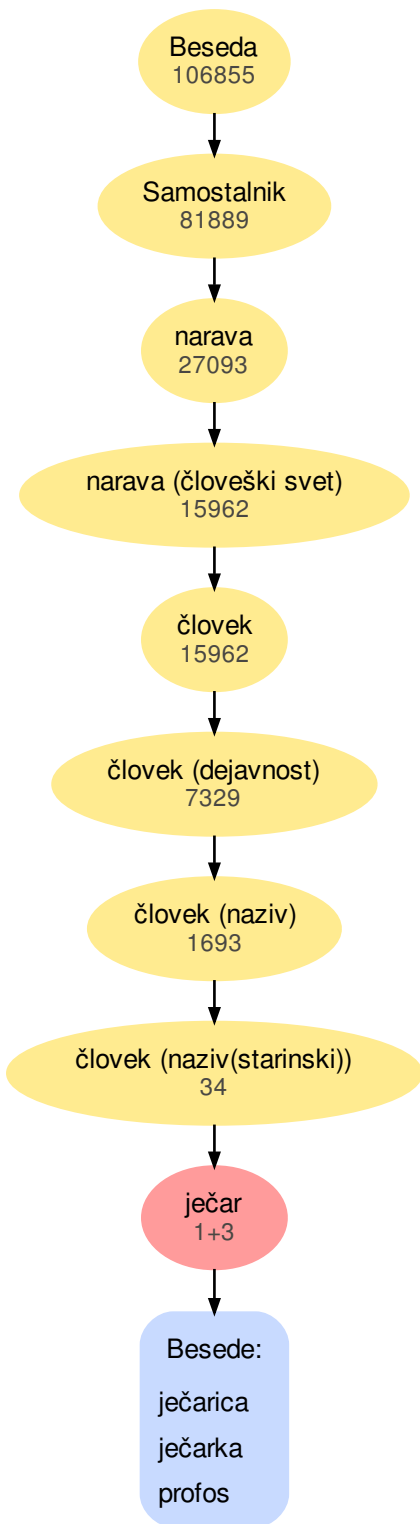 Beseda
106855
Samostalnik
81889
narava
27093
narava (človeški svet)
15962
človek
15962
človek (dejavnost)
7329
človek (naziv)
1693
človek (naziv(starinski))
34
ječar
1+3
Besede:
ječarica
ječarka
profos